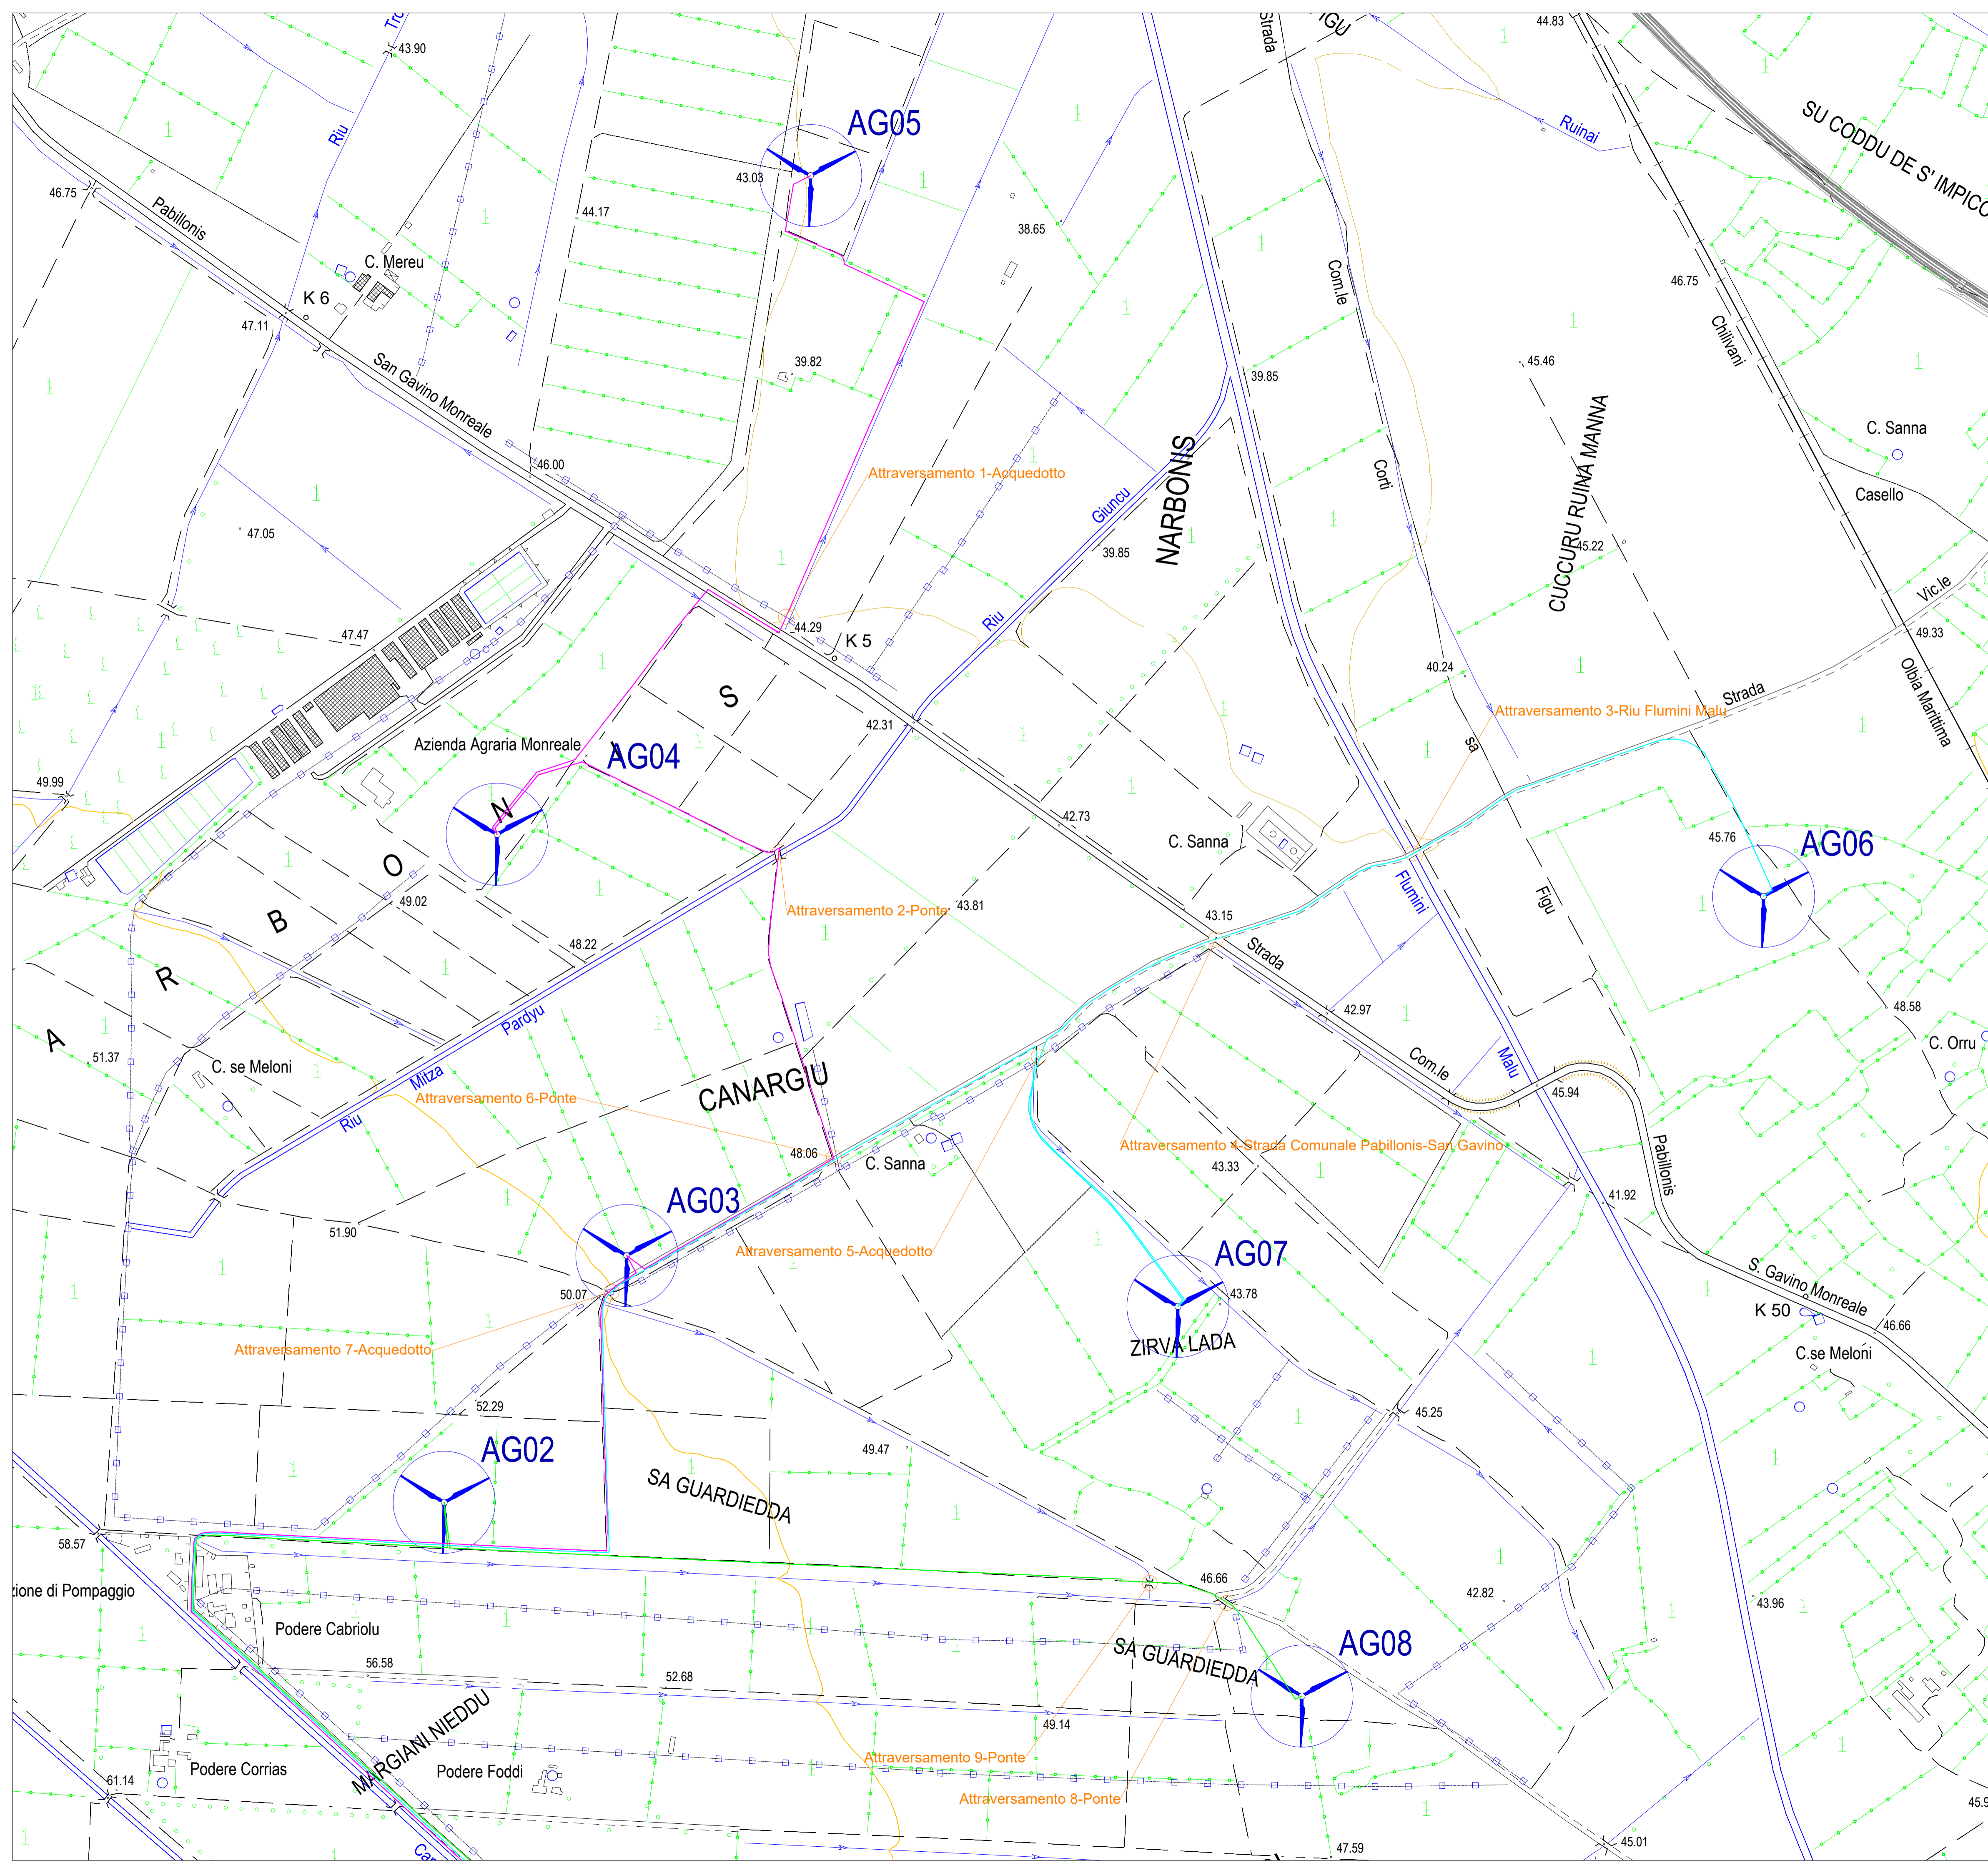 44.83
Strada
43.90
Riu
AG05
Ruinai
SU CODDU DE S' IMPICC
43.03
46.75
Pabillonis
44.17
38.65
C. Mereu
Com.le
46.75
K 6
47.11
Chilivani
San Gavino Monreale
39.82
39.85
45.46
CUCCURU RUINA MANNA
C. Sanna
46.00
Attraversamento 1-Acquedotto
NARBONIS
Corti
Casello
Giuncu
47.05
39.85
45.22
Vic.le
47.47
44.29
K 5
Riu
49.33
Olbia Marittima
40.24
S
Strada
42.31
Attraversamento 3-Riu Flumini Malu
sa
Azienda Agraria Monreale
AG04
49.99
N
42.73
C. Sanna
45.76
AG06
O
Flumini
Figu
49.02
Attraversamento 2-Ponte
43.81
43.15
B
48.22
Strada
R
42.97
48.58
Pardyu
A
51.37
C. se Meloni
C. Orru
Com.le
Malu
Mitza
CANARGIU
45.94
Attraversamento 6-Ponte
Riu
48.06
C. Sanna
Attraversamento 4-Strada Comunale Pabillonis-San Gavino
43.33
Pabillonis
AG03
41.92
51.90
Attraversamento 5-Acquedotto
AG07
50.07
43.78
S. Gavino Monreale
K 50
46.66
ZIRVA LADA
Attraversamento 7-Acquedotto
C.se Meloni
52.29
45.25
AG02
49.47
SA GUARDIEDDA
58.57
zione di Pompaggio
46.66
42.82
43.96
Podere Cabriolu
AG08
SA GUARDIEDDA
56.58
52.68
49.14
MARGIANI NIEDDU
Attraversamento 9-Ponte
Podere Corrias
Podere Foddi
61.14
Attraversamento 8-Ponte
45.9
45.01
47.59